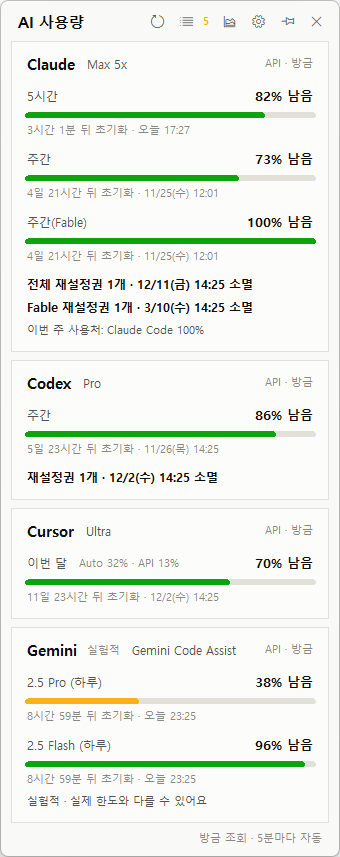 AI 사용량 5
Claude Max 5x API · 방금
5시간 82% 남음
3시간 1분 뒤 초기화 · 오늘 17:27
주간 73% 남음
4일 21시간 뒤 초기화 · 11/25(수) 12:01
주간(Fable) 100% 남음
4일 21시간 뒤 초기화 · 11/25(수) 12:01
전체 재설정권 1개 · 12/11(금) 14:25 소멸
Fable 재설정권 1개 · 3/10(수) 14:25 소멸
이번 주 사용처: Claude Code 100%
Codex Pro API · 방금
주간 86% 남음
5일 23시간 뒤 초기화 · 11/26(목) 14:25
재설정권 1개 · 12/2(수) 14:25 소멸
Cursor Ultra API · 방금
이번 달 Auto 32% · API 13% 70% 남음
11일 23시간 뒤 초기화 · 12/2(수) 14:25
Gemini 실험적 Gemini Code Assist API · 방금
2.5 Pro (하루) 38% 남음
8시간 59분 뒤 초기화 · 오늘 23:25
2.5 Flash (하루) 96% 남음
8시간 59분 뒤 초기화 · 오늘 23:25
실험적 · 실제 한도와 다를 수 있어요
방금 조회 · 5분마다 자동